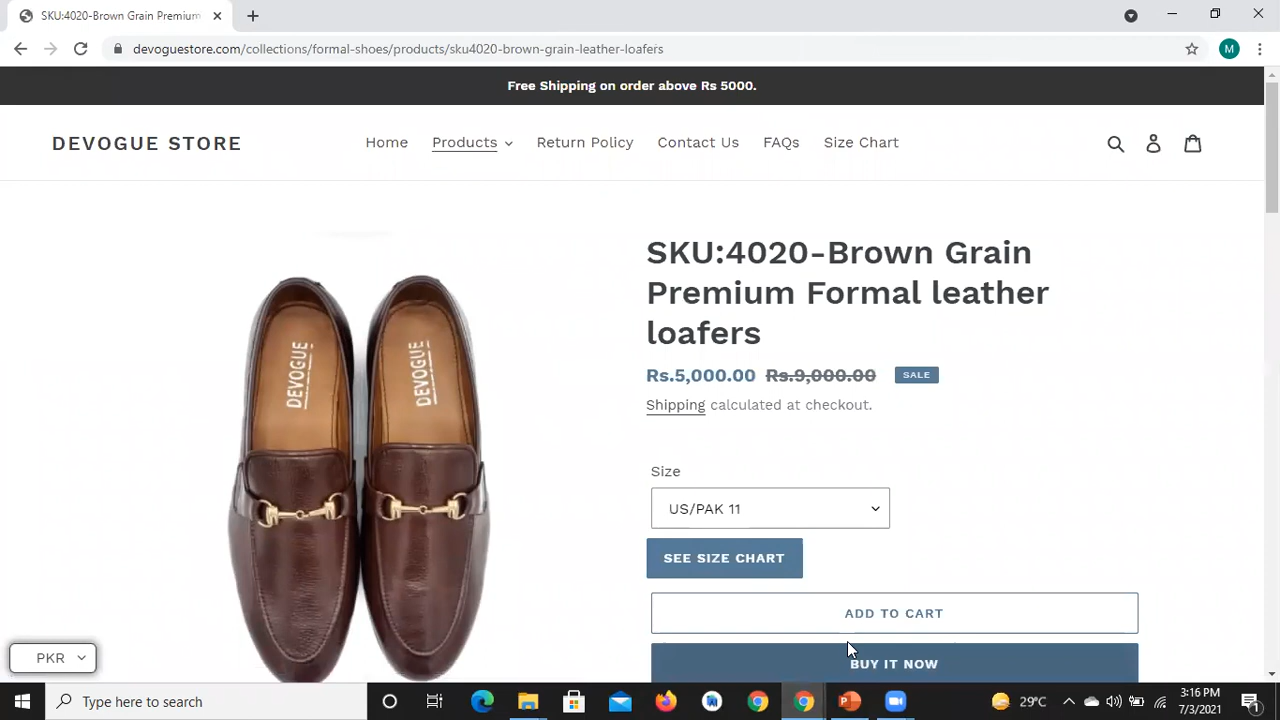 SKU:4020-Brown Grain Premium
devoguestore.com/collections/formal-shoes/products/sku4020-brown-grain-leather-loafers
M
Free Shipping on order above Rs 5000.
DEVOGUE STORE Home Products Return Policy Contact Us FAQs Size Chart
SKU:4020-Brown Grain
Premium Formal leather
loafers
Rs.5,000.00 Rs.9,000.00 SALE
Shipping calculated at checkout.
DEVOGUE DEVOGUE
Size
US/PAK 11
SEE SIZE CHART
ADD TO CART
BUY IT NOW
PKR
Type here to search
29°C
3:16 PM
7/3/2021
1